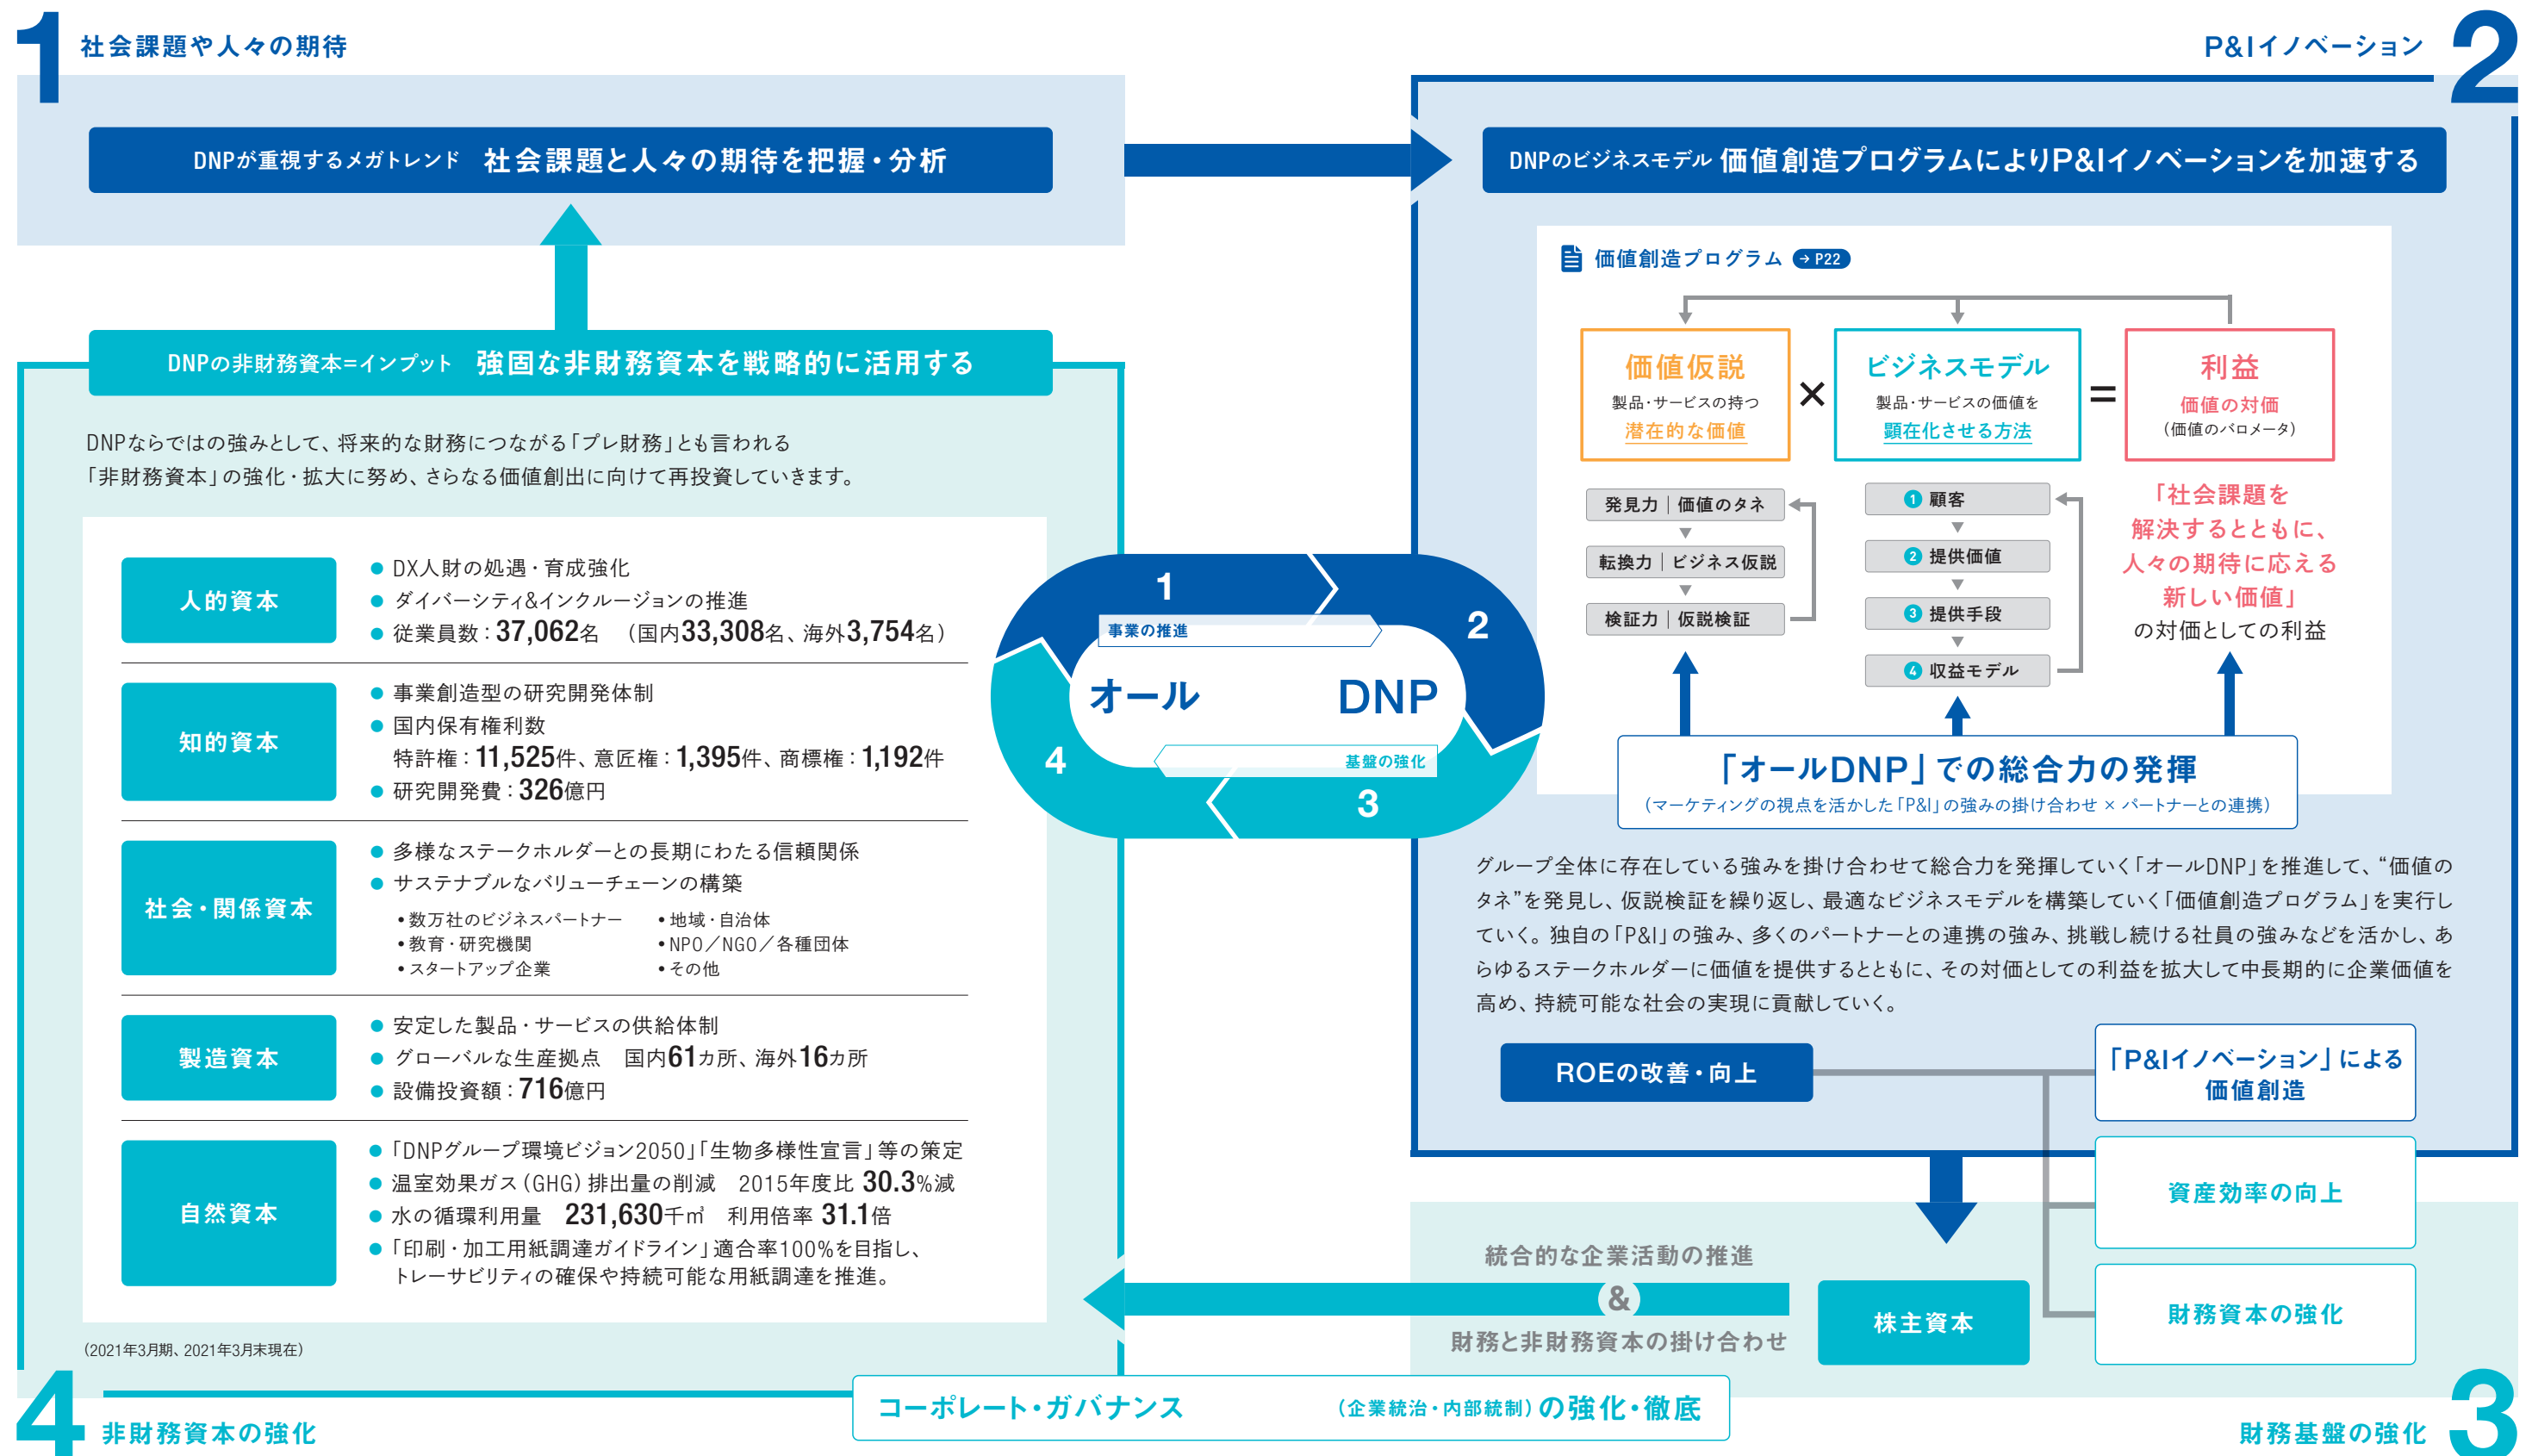 1
社会課題や人々の期待
DNPが重視するメガトレンド 社会課題と人々の期待を把握・分析
P&Iイノベーション
2
DNPのビジネスモデル 価値創造プログラムによりP&Iイノベーションを加速する
価値創造プログラム → P22
価値仮説
製品・サービスの持つ
潜在的な価値
×
ビジネスモデル
製品・サービスの価値を
顕在化させる方法
=
利益
価値の対価
(価値のバロメータ)
発見力|価値のタネ
転換力|ビジネス仮説
検証力|仮説検証
1 顧客
2 提供価値
3 提供手段
4 収益モデル
「社会課題を
解決するとともに、
人々の期待に応える
新しい価値」
の対価としての利益
「オールDNP」での総合力の発揮
(マーケティングの視点を活かした「P&I」の強みの掛け合わせ × パートナーとの連携)
グループ全体に存在している強みを掛け合わせて総合力を発揮していく「オールDNP」を推進して、“価値の
タネ”を発見し、仮説検証を繰り返し、最適なビジネスモデルを構築していく「価値創造プログラム」を実行し
ていく。独自の「P&I」の強み、多くのパートナーとの連携の強み、挑戦し続ける社員の強みなどを活かし、あ
らゆるステークホルダーに価値を提供するとともに、その対価としての利益を拡大して中長期的に企業価値を
高め、持続可能な社会の実現に貢献していく。
ROEの改善・向上
「P&Iイノベーション」による
価値創造
資産効率の向上
財務資本の強化
株主資本
統合的な企業活動の推進
&
財務と非財務資本の掛け合わせ
財務基盤の強化
3
1
2
事業の推進
オール DNP
基盤の強化
4
3
DNPの非財務資本=インプット 強固な非財務資本を戦略的に活用する
DNPならではの強みとして、将来的な財務につながる「プレ財務」とも言われる
「非財務資本」の強化・拡大に努め、さらなる価値創出に向けて再投資していきます。
人的資本
● DX人財の処遇・育成強化
● ダイバーシティ&インクルージョンの推進
● 従業員数：37,062名 (国内33,308名、海外3,754名)
知的資本
● 事業創造型の研究開発体制
● 国内保有権利数
特許権：11,525件、意匠権：1,395件、商標権：1,192件
● 研究開発費：326億円
社会・関係資本
● 多様なステークホルダーとの長期にわたる信頼関係
● サステナブルなバリューチェーンの構築
•数万社のビジネスパートナー •地域・自治体
•教育・研究機関 •NPO／NGO／各種団体
•スタートアップ企業 •その他
製造資本
● 安定した製品・サービスの供給体制
● グローバルな生産拠点 国内61カ所、海外16カ所
● 設備投資額：716億円
自然資本
● 「DNPグループ環境ビジョン2050」「生物多様性宣言」等の策定
● 温室効果ガス(GHG)排出量の削減 2015年度比 30.3%減
● 水の循環利用量 231,630千㎥ 利用倍率 31.1倍
● 「印刷・加工用紙調達ガイドライン」適合率100%を目指し、
トレーサビリティの確保や持続可能な用紙調達を推進。
(2021年3月期、2021年3月末現在)
4
非財務資本の強化
コーポレート・ガバナンス (企業統治・内部統制)の強化・徹底